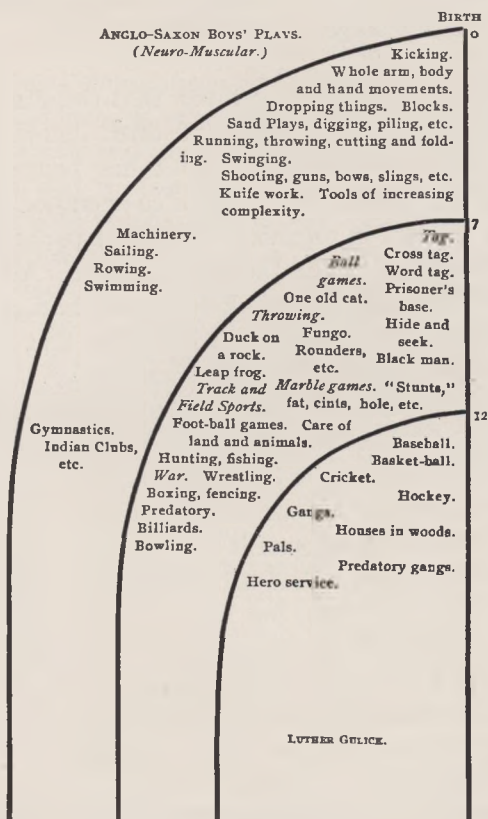 BIRTH
0
ANGLO-SAXON BOYS' PLAYS.
(Neuro-Muscular.)
Kicking.
Whole arm, body
and hand movements.
Dropping things. Blocks.
Sand Plays, digging, piling, etc.
Running, throwing, cutting and fold-
ing. Swinging.
Shooting, guns, bows, slings, etc.
Knife work. Tools of increasing
complexity.
Machinery.
Sailing.
Rowing.
Swimming.
Gymnastics.
Indian Clubs,
etc.
7
Tag.
Cross tag.
Word tag.
Prisoner's
base.
Hide and
seek.
Black man.
Ball
games.
One old cat.
Fungo.
Rounders,
etc.
Throwing.
Duck on
a rock.
Leap frog.
Track and
Field Sports.
Marble games. "Stunts,"
fat, cints, hole, etc.
Foot-ball games. Care of
land and animals.
Hunting, fishing.
War. Wrestling.
Boxing, fencing.
Predatory.
Billiards.
Bowling.
12
Baseball.
Basket-ball.
Cricket.
Hockey.
Gangs.
Houses in woods.
Pals.
Predatory gangs.
Hero service.
LUTHER GULICK.